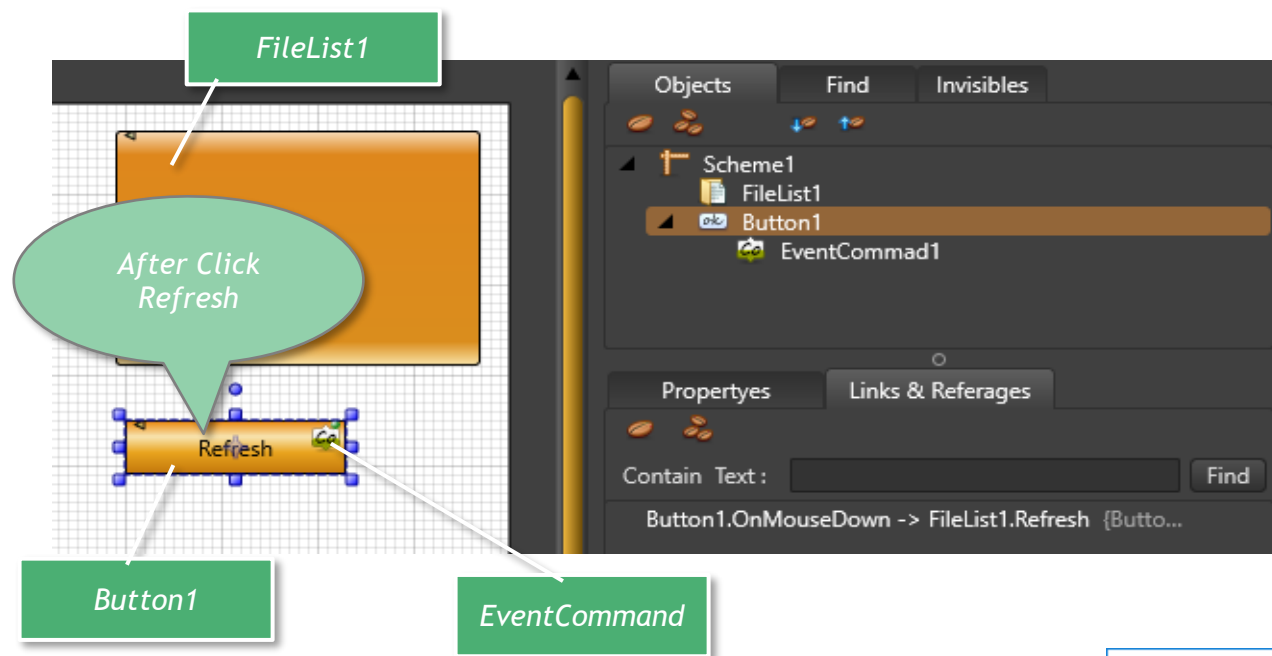 FileList1
Objects
Find
Invisibles
Scheme1
FileList1
Button1
EventCommad1
After Click
Refresh
Refresh
Propertyes
Links & Referages
Contain Text :
Find
Button1.OnMouseDown -> FileList1.Refresh {Butto...
Button1
EventCommand